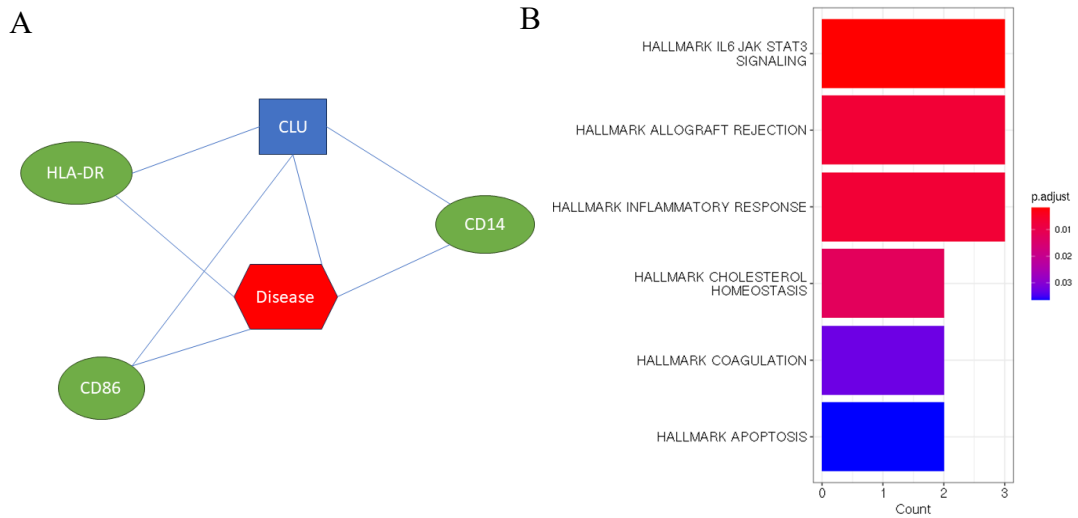 A
CLU
HLA-DR
CD14
Disease
CD86
B
HALLMARK IL6 JAK STAT3
SIGNALING
HALLMARK ALLOGRAFT REJECTION
HALLMARK INFLAMMATORY RESPONSE
HALLMARK CHOLESTEROL
HOMEOSTASIS
HALLMARK COAGULATION
HALLMARK APOPTOSIS
0 1 2 3
Count
p.adjust
0.01
0.02
0.03